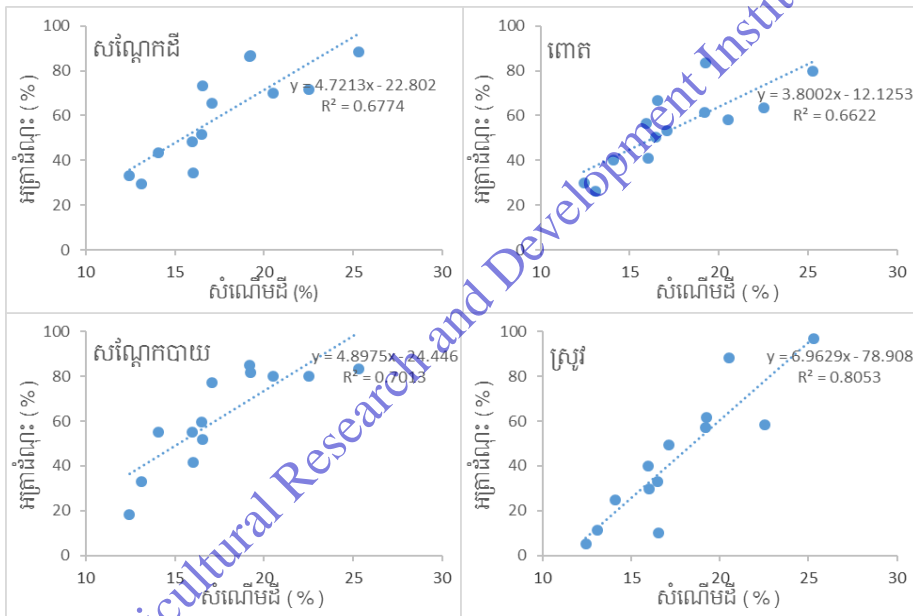 សណ្ដែកដី
y = 4.7213x - 22.802
R² = 0.6774
អត្រាដំណុះ ( % )
100
80
60
40
20
0
10 15 20 25 30
សំណើមដី (%)
ពោត
y = 3.8002x - 12.1253
R² = 0.6622
អត្រាដំណុះ ( % )
100
80
60
40
20
0
10 15 20 25 30
សំណើមដី ( % )
សណ្ដែកបាយ
y = 4.8975x - 24.446
R² = 0.7013
អត្រាដំណុះ ( % )
100
80
60
40
20
0
10 15 20 25 30
សំណើមដី ( % )
ស្រូវ
y = 6.9629x - 78.908
R² = 0.8053
អត្រាដំណុះ ( % )
100
80
60
40
20
0
10 15 20 25 30
សំណើមដី ( % )
Research and Development